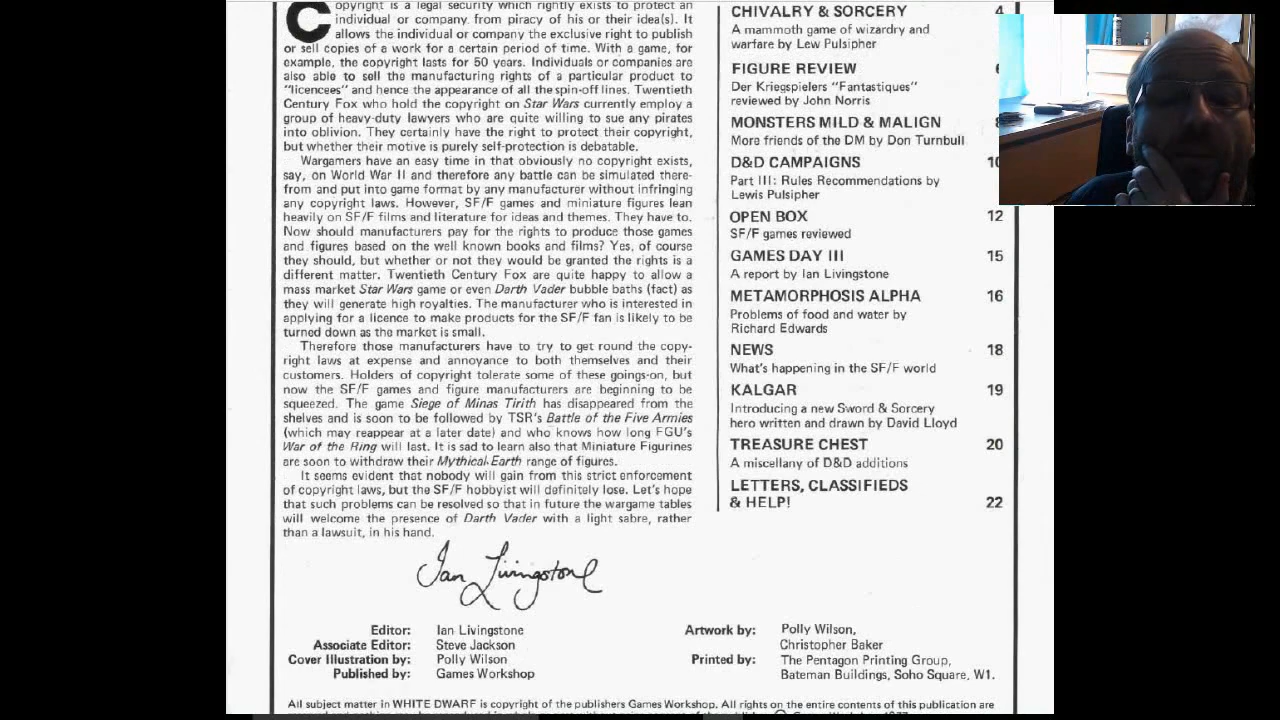 Copyright is a legal security which rightly exists to protect an
individual or company from piracy of his or their idea(s). It
allows the individual or company the exclusive right to publish
or sell copies of a work for a certain period of time. With a game, for
example, the copyright lasts for 50 years. Individuals or companies are
also able to sell the manufacturing rights of a particular product to
"licencees" and hence the appearance of all the spin-off lines. Twentieth
Century Fox who hold the copyright on Star Wars currently employ a
group of heavy-duty lawyers who are quite willing to sue any pirates
into oblivion. They certainly have the right to protect their copyright,
but whether their motive is purely self-protection is debatable.
Wargamers have an easy time in that obviously no copyright exists,
say, on World War II and therefore any battle can be simulated there-
from and put into game format by any manufacturer without infringing
any copyright laws. However, SF/F games and miniature figures lean
heavily on SF/F films and literature for ideas and themes. They have to.
Now should manufacturers pay for the rights to produce those games
and figures based on the well known books and films? Yes, of course
they should, but whether or not they would be granted the rights is a
different matter. Twentieth Century Fox are quite happy to allow a
mass market Star Wars game or even Darth Vader bubble baths (fact) as
they will generate high royalties. The manufacturer who is interested in
applying for a licence to make products for the SF/F fan is likely to be
turned down as the market is small.
Therefore those manufacturers have to try to get round the copy-
right laws at expense and annoyance to both themselves and their
customers. Holders of copyright tolerate some of these goings-on, but
now the SF/F games and figure manufacturers are beginning to be
squeezed. The game Siege of Minas Tirith has disappeared from the
shelves and is soon to be followed by TSR's Battle of the Five Armies
(which may reappear at a later date) and who knows how long FGU's
War of the Ring will last. It is sad to learn also that Miniature Figurines
are soon to withdraw their Mythical Earth range of figures.
It seems evident that nobody will gain from this strict enforcement
of copyright laws, but the SF/F hobbyist will definitely lose. Let's hope
that such problems can be resolved so that in future the wargame tables
will welcome the presence of Darth Vader with a light sabre, rather
than a lawsuit, in his hand.
Ian Livingstone
CHIVALRY & SORCERY 4
A mammoth game of wizardry and
warfare by Lew Pulsipher
FIGURE REVIEW
Der Kriegspielers "Fantastiques"
reviewed by John Norris
MONSTERS MILD & MALIGN
More friends of the DM by Don Turnbull
D&D CAMPAIGNS
Part III: Rules Recommendations by
Lewis Pulsipher
OPEN BOX 12
SF/F games reviewed
GAMES DAY III 15
A report by Ian Livingstone
METAMORPHOSIS ALPHA 16
Problems of food and water by
Richard Edwards
NEWS 18
What's happening in the SF/F world
KALGAR 19
Introducing a new Sword & Sorcery
hero written and drawn by David Lloyd
TREASURE CHEST 20
A miscellany of D&D additions
LETTERS, CLASSIFIEDS
& HELP! 22
Editor: Ian Livingstone
Associate Editor: Steve Jackson
Cover Illustration by: Polly Wilson
Published by: Games Workshop
Artwork by: Polly Wilson,
Christopher Baker
Printed by: The Pentagon Printing Group,
Bateman Buildings, Soho Square, W1.
All subject matter in WHITE DWARF is copyright of the publishers Games Workshop. All rights on the entire contents of this publication are